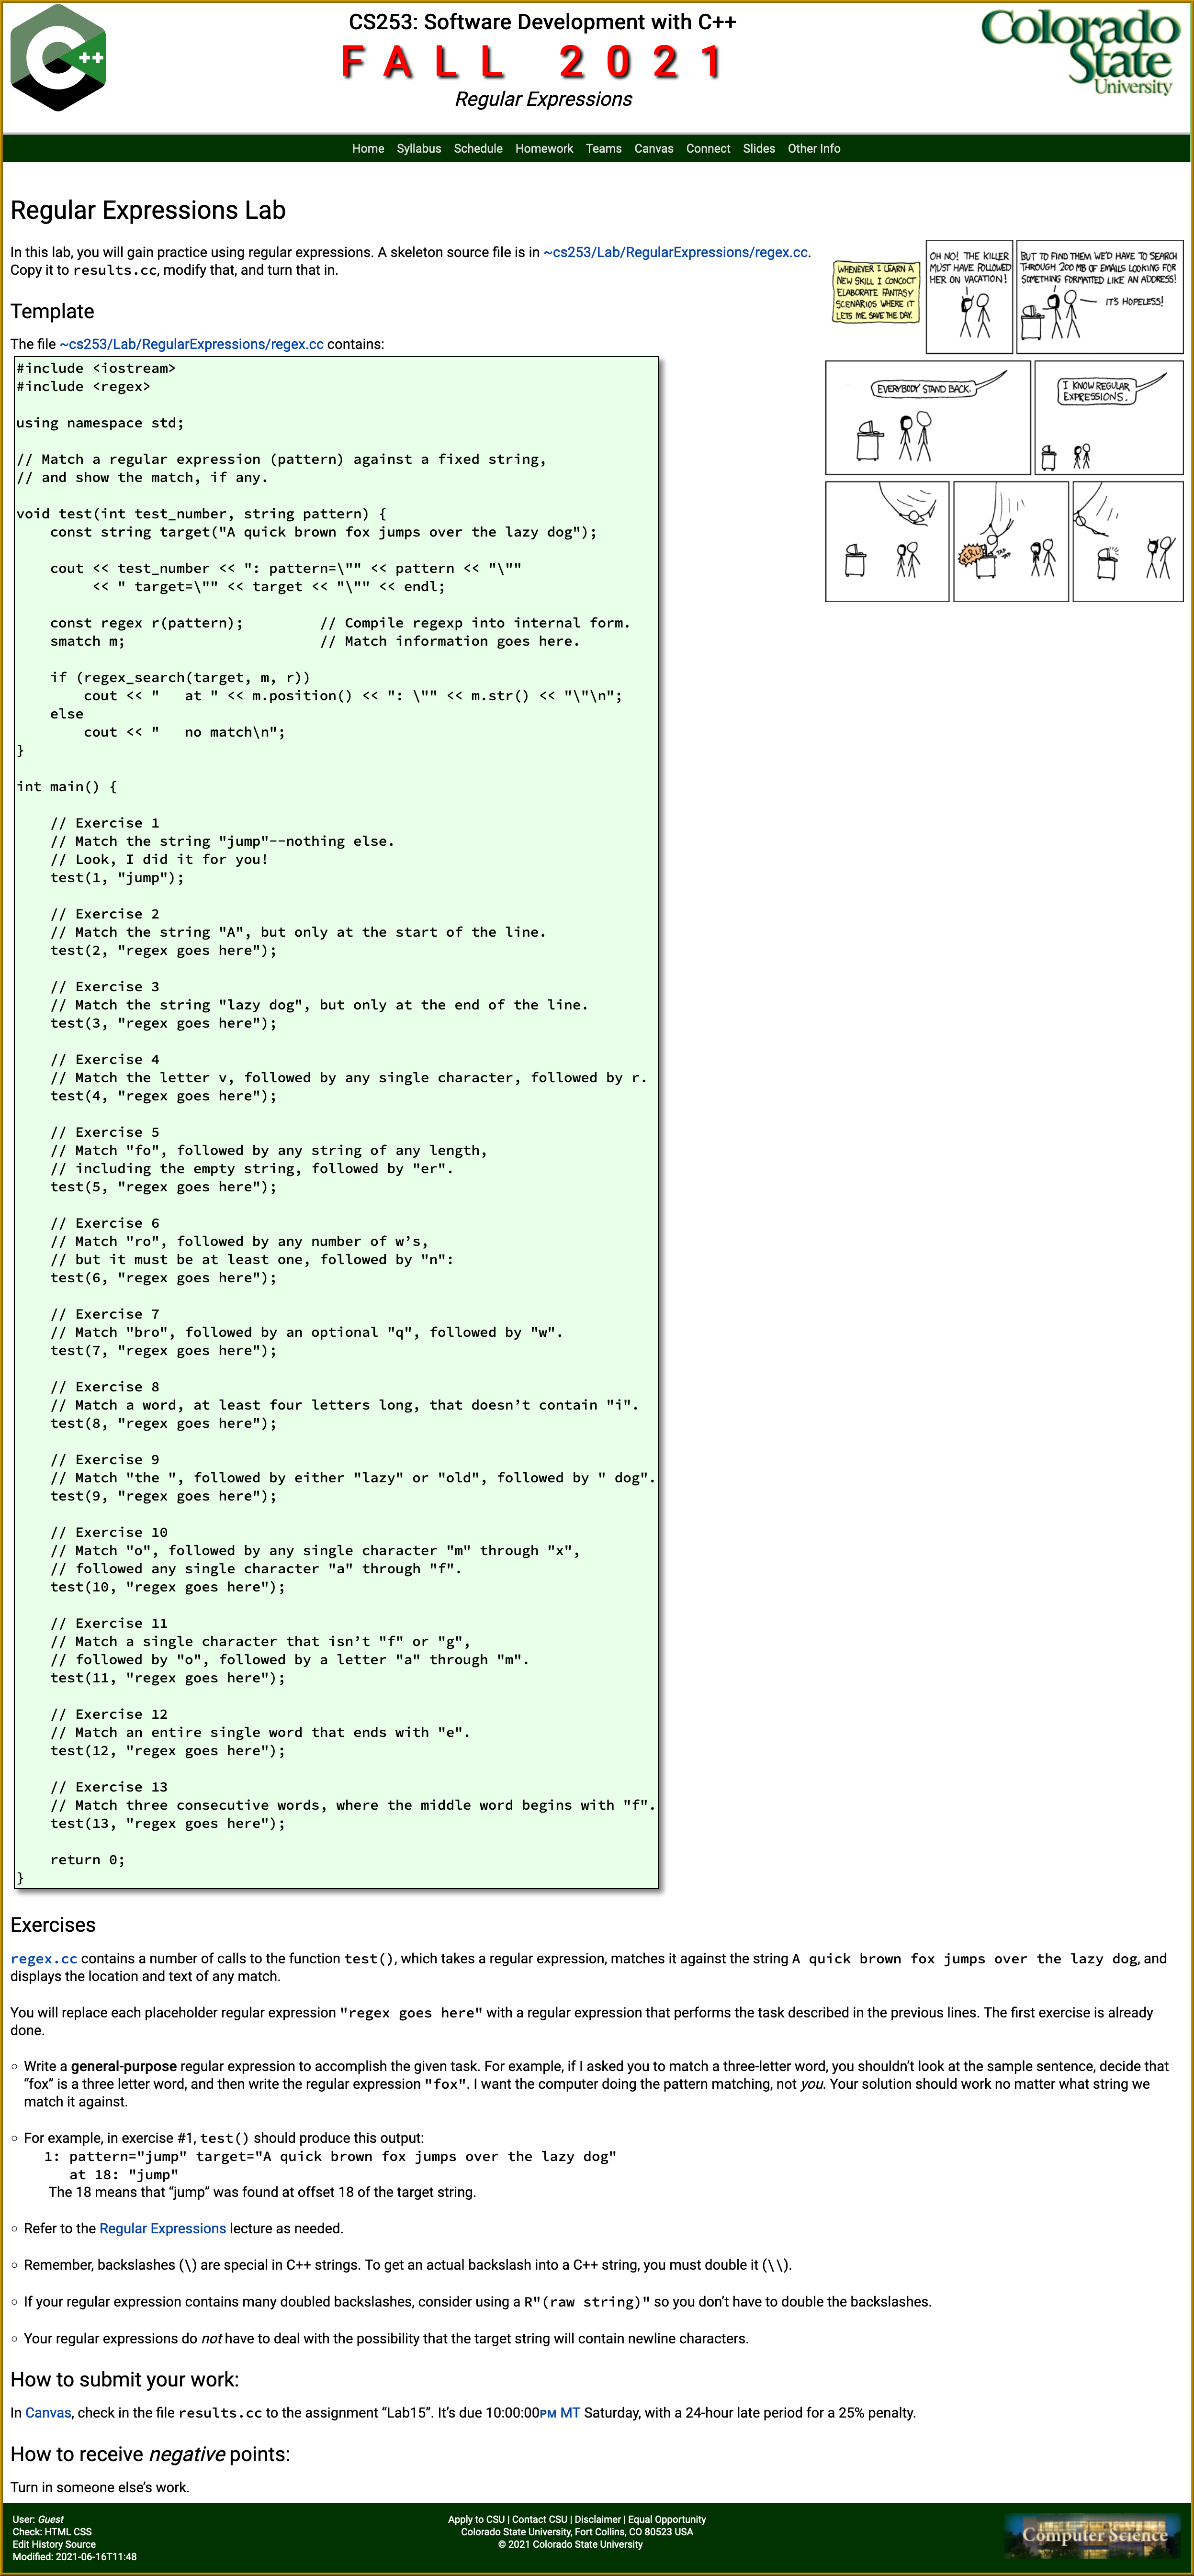 CS253: Software Development with C++
FALL 2021
Regular Expressions
C++
Colorado
State
University
Home Syllabus Schedule Homework Teams Canvas Connect Slides Other Info
Regular Expressions Lab
In this lab, you will gain practice using regular expressions. A skeleton source file is in ~cs253/Lab/RegularExpressions/regex.cc.
Copy it to results.cc, modify that, and turn that in.
WHENEVER I LEARN A
NEW SKILL I CONCOCT
ELABORATE FANTASY
SCENARIOS WHERE IT
LETS ME SAVE THE DAY.
OH NO! THE KILLER
MUST HAVE FOLLOWED
HER ON VACATION!
BUT TO FIND THEM WE'D HAVE TO SEARCH
THROUGH 200 MB OF EMAILS LOOKING FOR
SOMETHING FORMATTED LIKE AN ADDRESS!
IT'S HOPELESS!
EVERYBODY STAND BACK.
I KNOW REGULAR
EXPRESSIONS.
PERL!
TAP
TAP
Template
The file ~cs253/Lab/RegularExpressions/regex.cc contains:
#include <iostream>
#include <regex>
using namespace std;
// Match a regular expression (pattern) against a fixed string,
// and show the match, if any.
void test(int test_number, string pattern) {
    const string target("A quick brown fox jumps over the lazy dog");
    cout << test_number << ": pattern=\"" << pattern << "\""
         << " target=\"" << target << "\"" << endl;
    const regex r(pattern);         // Compile regexp into internal form.
    smatch m;                       // Match information goes here.
    if (regex_search(target, m, r))
        cout << "   at " << m.position() << ": \"" << m.str() << "\"\n";
    else
        cout << "   no match\n";
}
int main() {
    // Exercise 1
    // Match the string "jump"--nothing else.
    // Look, I did it for you!
    test(1, "jump");
    // Exercise 2
    // Match the string "A", but only at the start of the line.
    test(2, "regex goes here");
    // Exercise 3
    // Match the string "lazy dog", but only at the end of the line.
    test(3, "regex goes here");
    // Exercise 4
    // Match the letter v, followed by any single character, followed by r.
    test(4, "regex goes here");
    // Exercise 5
    // Match "fo", followed by any string of any length,
    // including the empty string, followed by "er".
    test(5, "regex goes here");
    // Exercise 6
    // Match "ro", followed by any number of w’s,
    // but it must be at least one, followed by "n":
    test(6, "regex goes here");
    // Exercise 7
    // Match "bro", followed by an optional "q", followed by "w".
    test(7, "regex goes here");
    // Exercise 8
    // Match a word, at least four letters long, that doesn’t contain "i".
    test(8, "regex goes here");
    // Exercise 9
    // Match "the ", followed by either "lazy" or "old", followed by " dog".
    test(9, "regex goes here");
    // Exercise 10
    // Match "o", followed by any single character "m" through "x",
    // followed any single character "a" through "f".
    test(10, "regex goes here");
    // Exercise 11
    // Match a single character that isn’t "f" or "g",
    // followed by "o", followed by a letter "a" through "m".
    test(11, "regex goes here");
    // Exercise 12
    // Match an entire single word that ends with "e".
    test(12, "regex goes here");
    // Exercise 13
    // Match three consecutive words, where the middle word begins with "f".
    test(13, "regex goes here");
    return 0;
}
Exercises
regex.cc contains a number of calls to the function test(), which takes a regular expression, matches it against the string A quick brown fox jumps over the lazy dog, and
displays the location and text of any match.
You will replace each placeholder regular expression "regex goes here" with a regular expression that performs the task described in the previous lines. The first exercise is already
done.
◦ Write a general-purpose regular expression to accomplish the given task. For example, if I asked you to match a three-letter word, you shouldn’t look at the sample sentence, decide that
“fox” is a three letter word, and then write the regular expression "fox". I want the computer doing the pattern matching, not you. Your solution should work no matter what string we
match it against.
◦ For example, in exercise #1, test() should produce this output:
1: pattern="jump" target="A quick brown fox jumps over the lazy dog"
   at 18: "jump"
The 18 means that “jump” was found at offset 18 of the target string.
◦ Refer to the Regular Expressions lecture as needed.
◦ Remember, backslashes (\) are special in C++ strings. To get an actual backslash into a C++ string, you must double it (\\).
◦ If your regular expression contains many doubled backslashes, consider using a R"(raw string)" so you don’t have to double the backslashes.
◦ Your regular expressions do not have to deal with the possibility that the target string will contain newline characters.
How to submit your work:
In Canvas, check in the file results.cc to the assignment “Lab15”. It’s due 10:00:00PM MT Saturday, with a 24-hour late period for a 25% penalty.
How to receive negative points:
Turn in someone else’s work.
User: Guest
Check: HTML CSS
Edit History Source
Modified: 2021-06-16T11:48
Apply to CSU | Contact CSU | Disclaimer | Equal Opportunity
Colorado State University, Fort Collins, CO 80523 USA
© 2021 Colorado State University
Computer Science